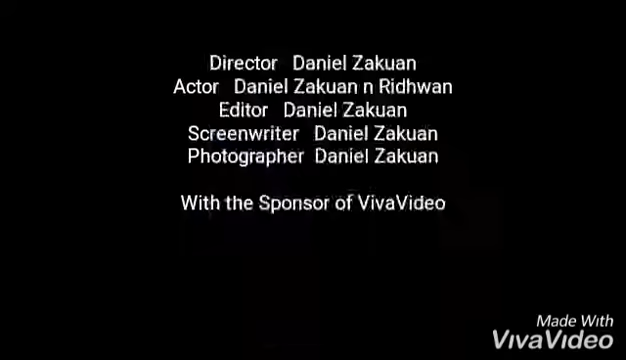 Director Daniel Zakuan
Actor Daniel Zakuan n Ridhwan
Editor Daniel Zakuan
Screenwriter Daniel Zakuan
Photographer Daniel Zakuan
With the Sponsor of VivaVideo
Made With
VivaVideo